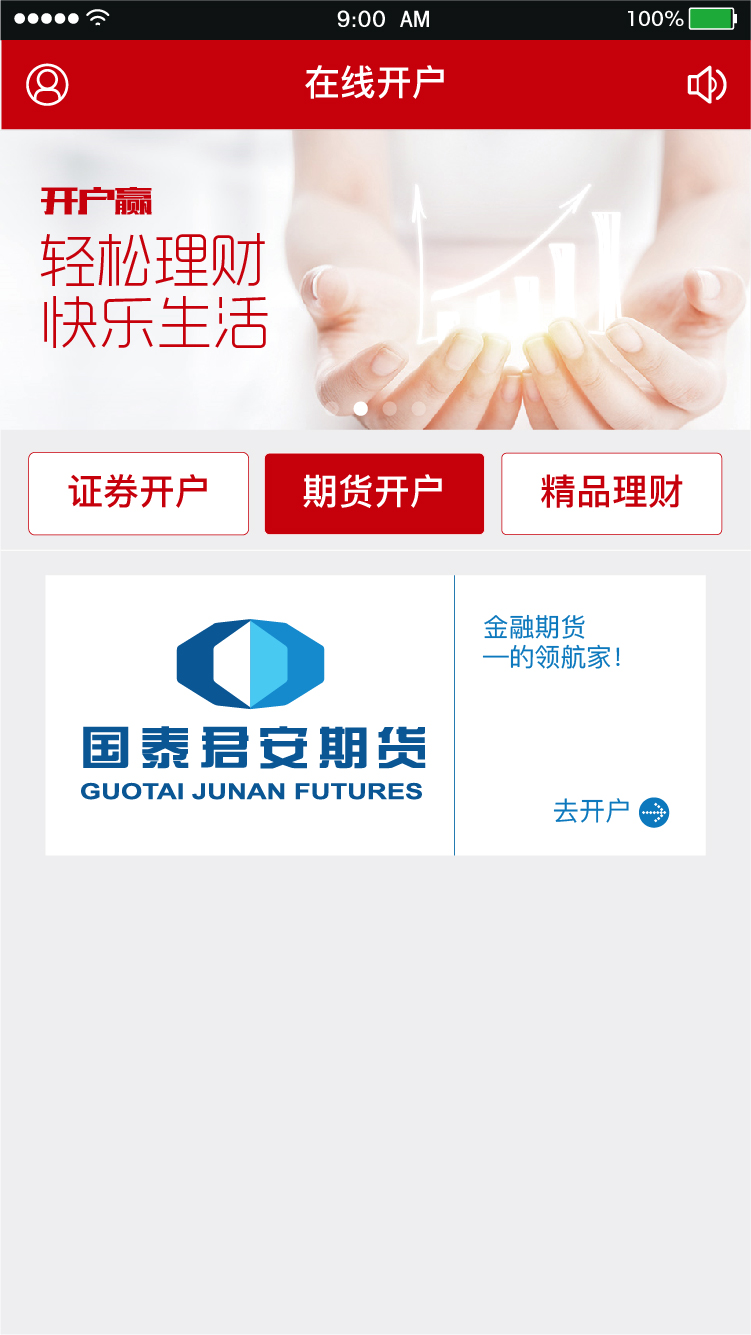 9:00 AM
100%
在线开户
开户赢
轻松理财
快乐生活
证券开户
期货开户
精品理财
国泰君安期货
GUOTAI JUNAN FUTURES
金融期货
一的领航家！
去开户